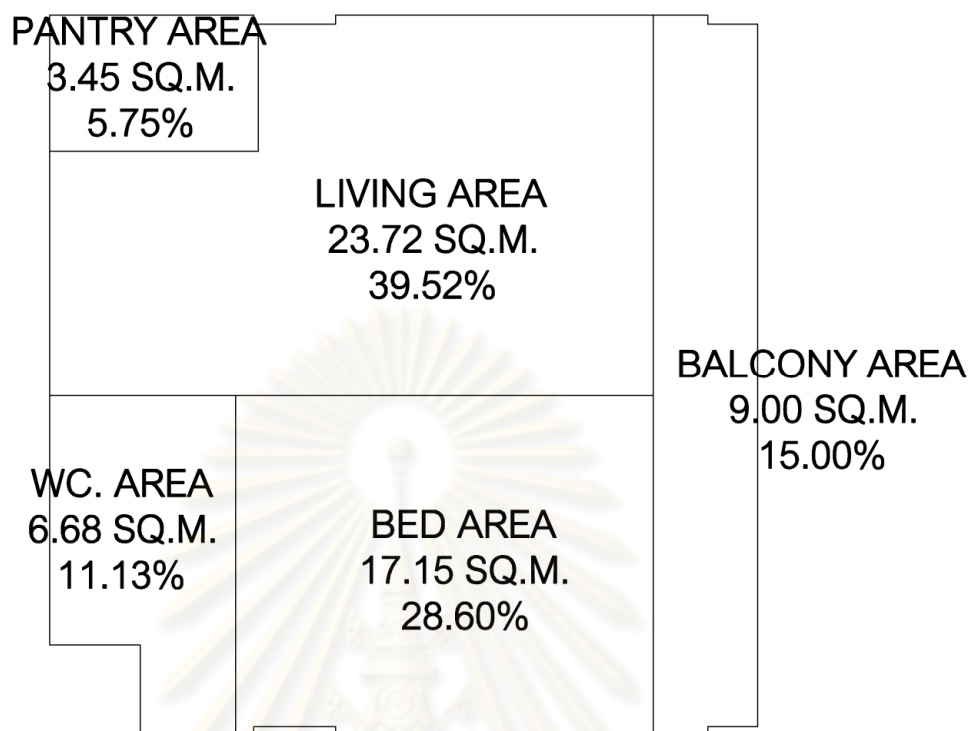 PANTRY AREA
3.45 SQ.M.
5.75%
LIVING AREA
23.72 SQ.M.
39.52%
BALCONY AREA
9.00 SQ.M.
15.00%
WC. AREA
6.68 SQ.M.
11.13%
BED AREA
17.15 SQ.M.
28.60%